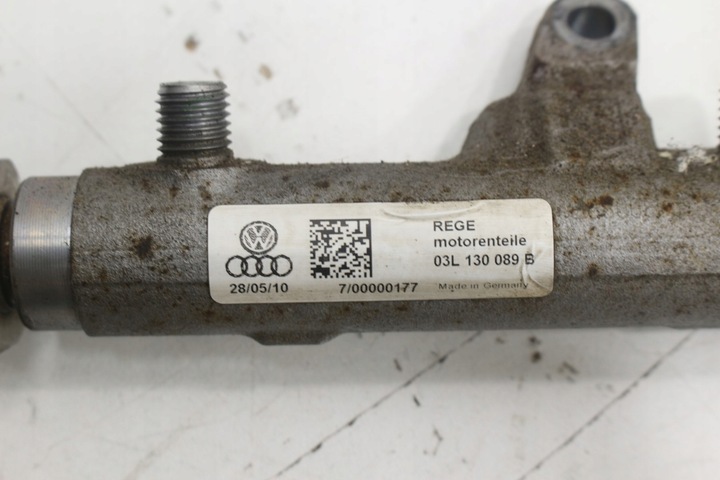 REGE
motorenteile
03L 130 089 B
28/05/10 7/00000177 Made in Germany